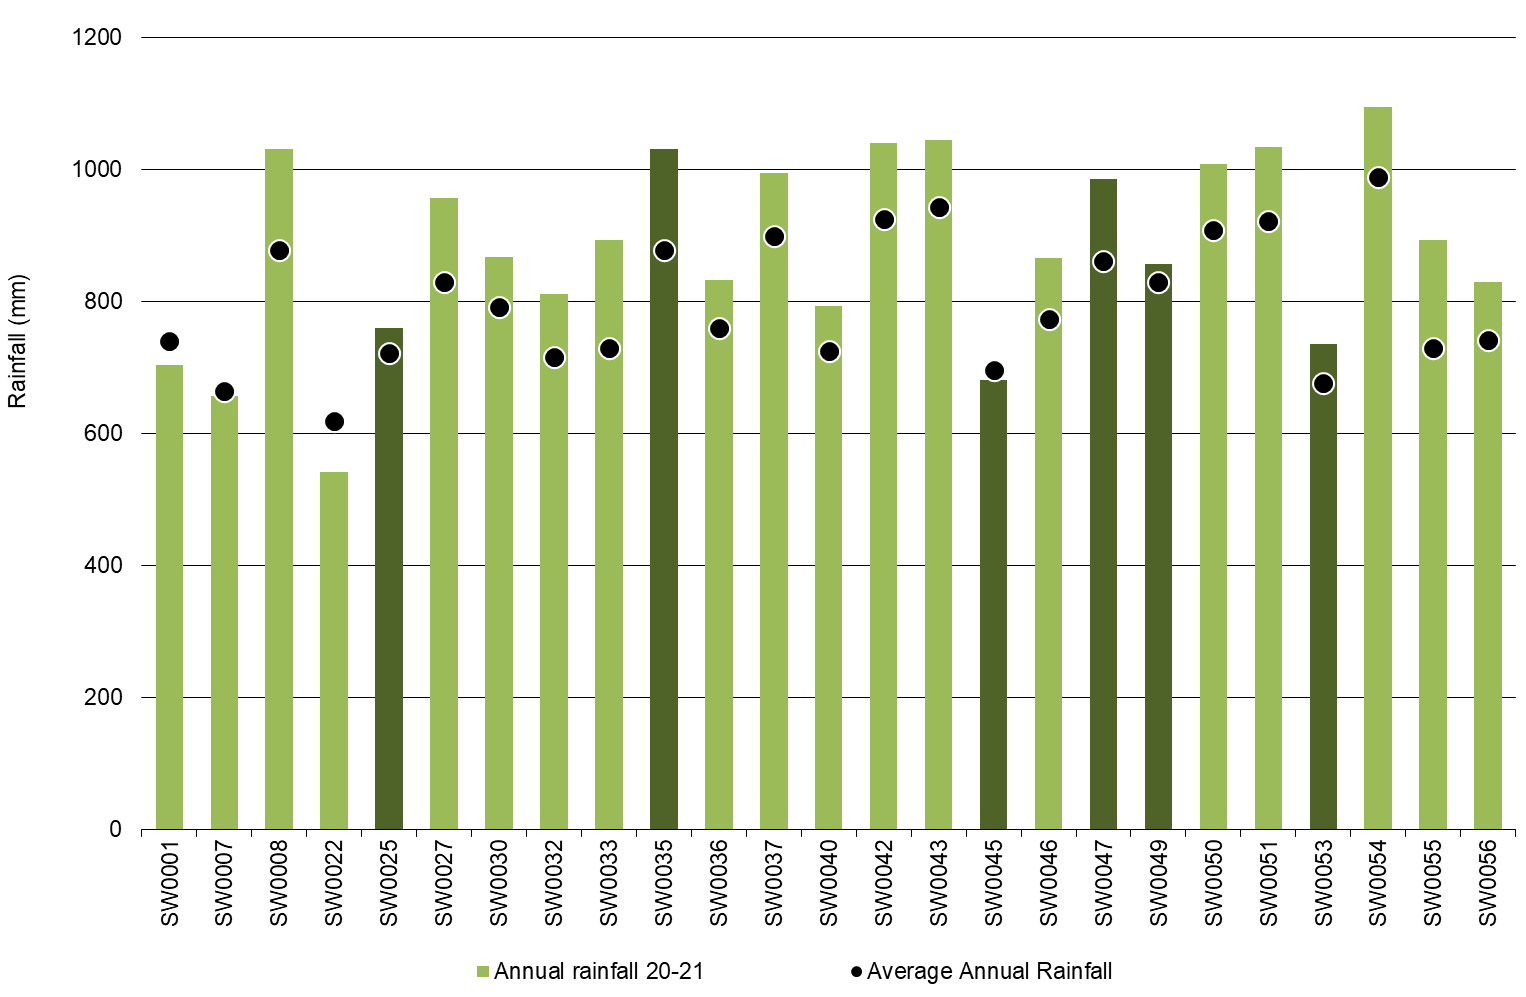 Rainfall (mm)
1200
1000
800
600
400
200
0
SW0001
SW0007
SW0008
SW0022
SW0025
SW0027
SW0030
SW0032
SW0033
SW0035
SW0036
SW0037
SW0040
SW0042
SW0043
SW0045
SW0046
SW0047
SW0049
SW0050
SW0051
SW0053
SW0054
SW0055
SW0056
Annual rainfall 20-21
Average Annual Rainfall